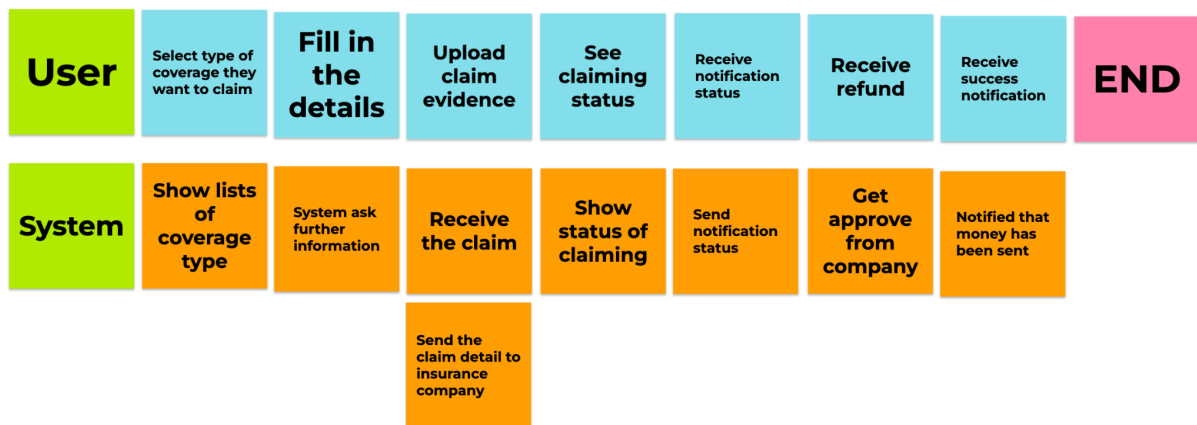 User
Select type of
coverage they
want to claim
Fill in
the
details
Upload
claim
evidence
See
claiming
status
Receive
notification
status
Receive
refund
Receive
success
notification
END
System
Show lists
of
coverage
type
System ask
further
information
Receive
the claim
Show
status of
claiming
Send
notification
status
Get
approve
from
company
Notified that
money has
been sent
Send the
claim detail to
insurance
company